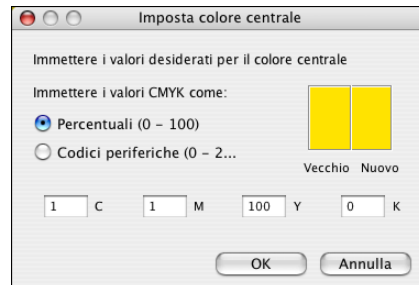 Imposta colore centrale
Immettere i valori desiderati per il colore centrale
Immettere i valori CMYK come:
Percentuali (0 – 100)
Codici periferiche (0 – 2...
Vecchio Nuovo
1 C 1 M 100 Y 0 K
OK Annulla